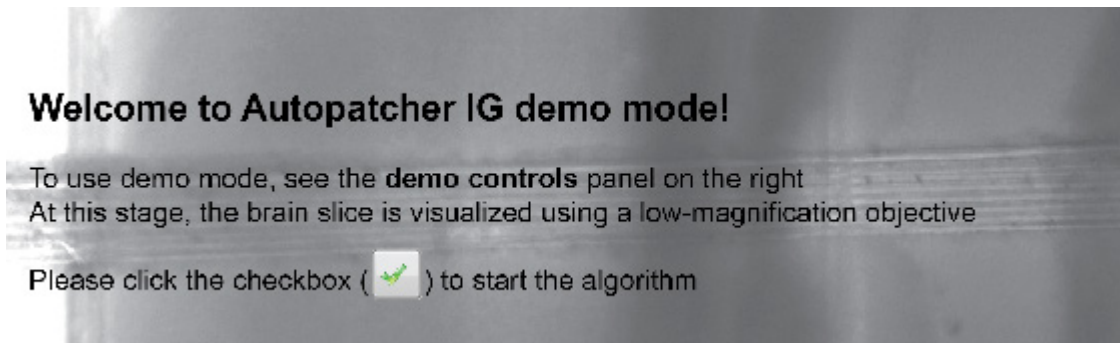 Welcome to Autopatcher IG demo mode!
To use demo mode, see the demo controls panel on the right
At this stage, the brain slice is visualized using a low-magnification objective
Please click the checkbox ( ) to start the algorithm